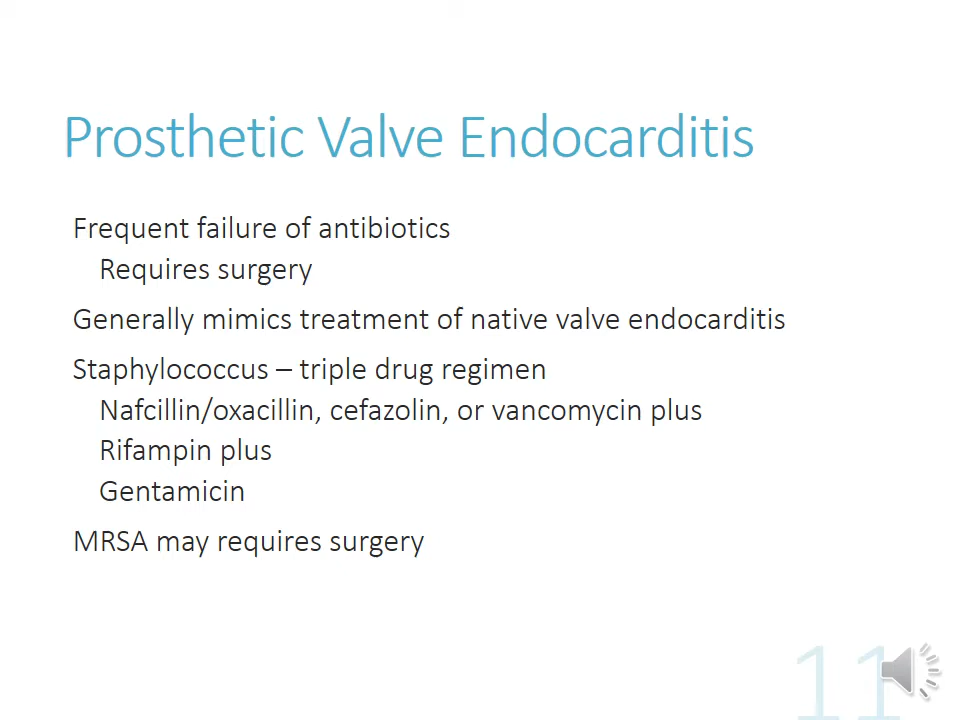 Prosthetic Valve Endocarditis
Frequent failure of antibiotics
Requires surgery
Generally mimics treatment of native valve endocarditis
Staphylococcus – triple drug regimen
Nafcillin/oxacillin, cefazolin, or vancomycin plus
Rifampin plus
Gentamicin
MRSA may requires surgery
11